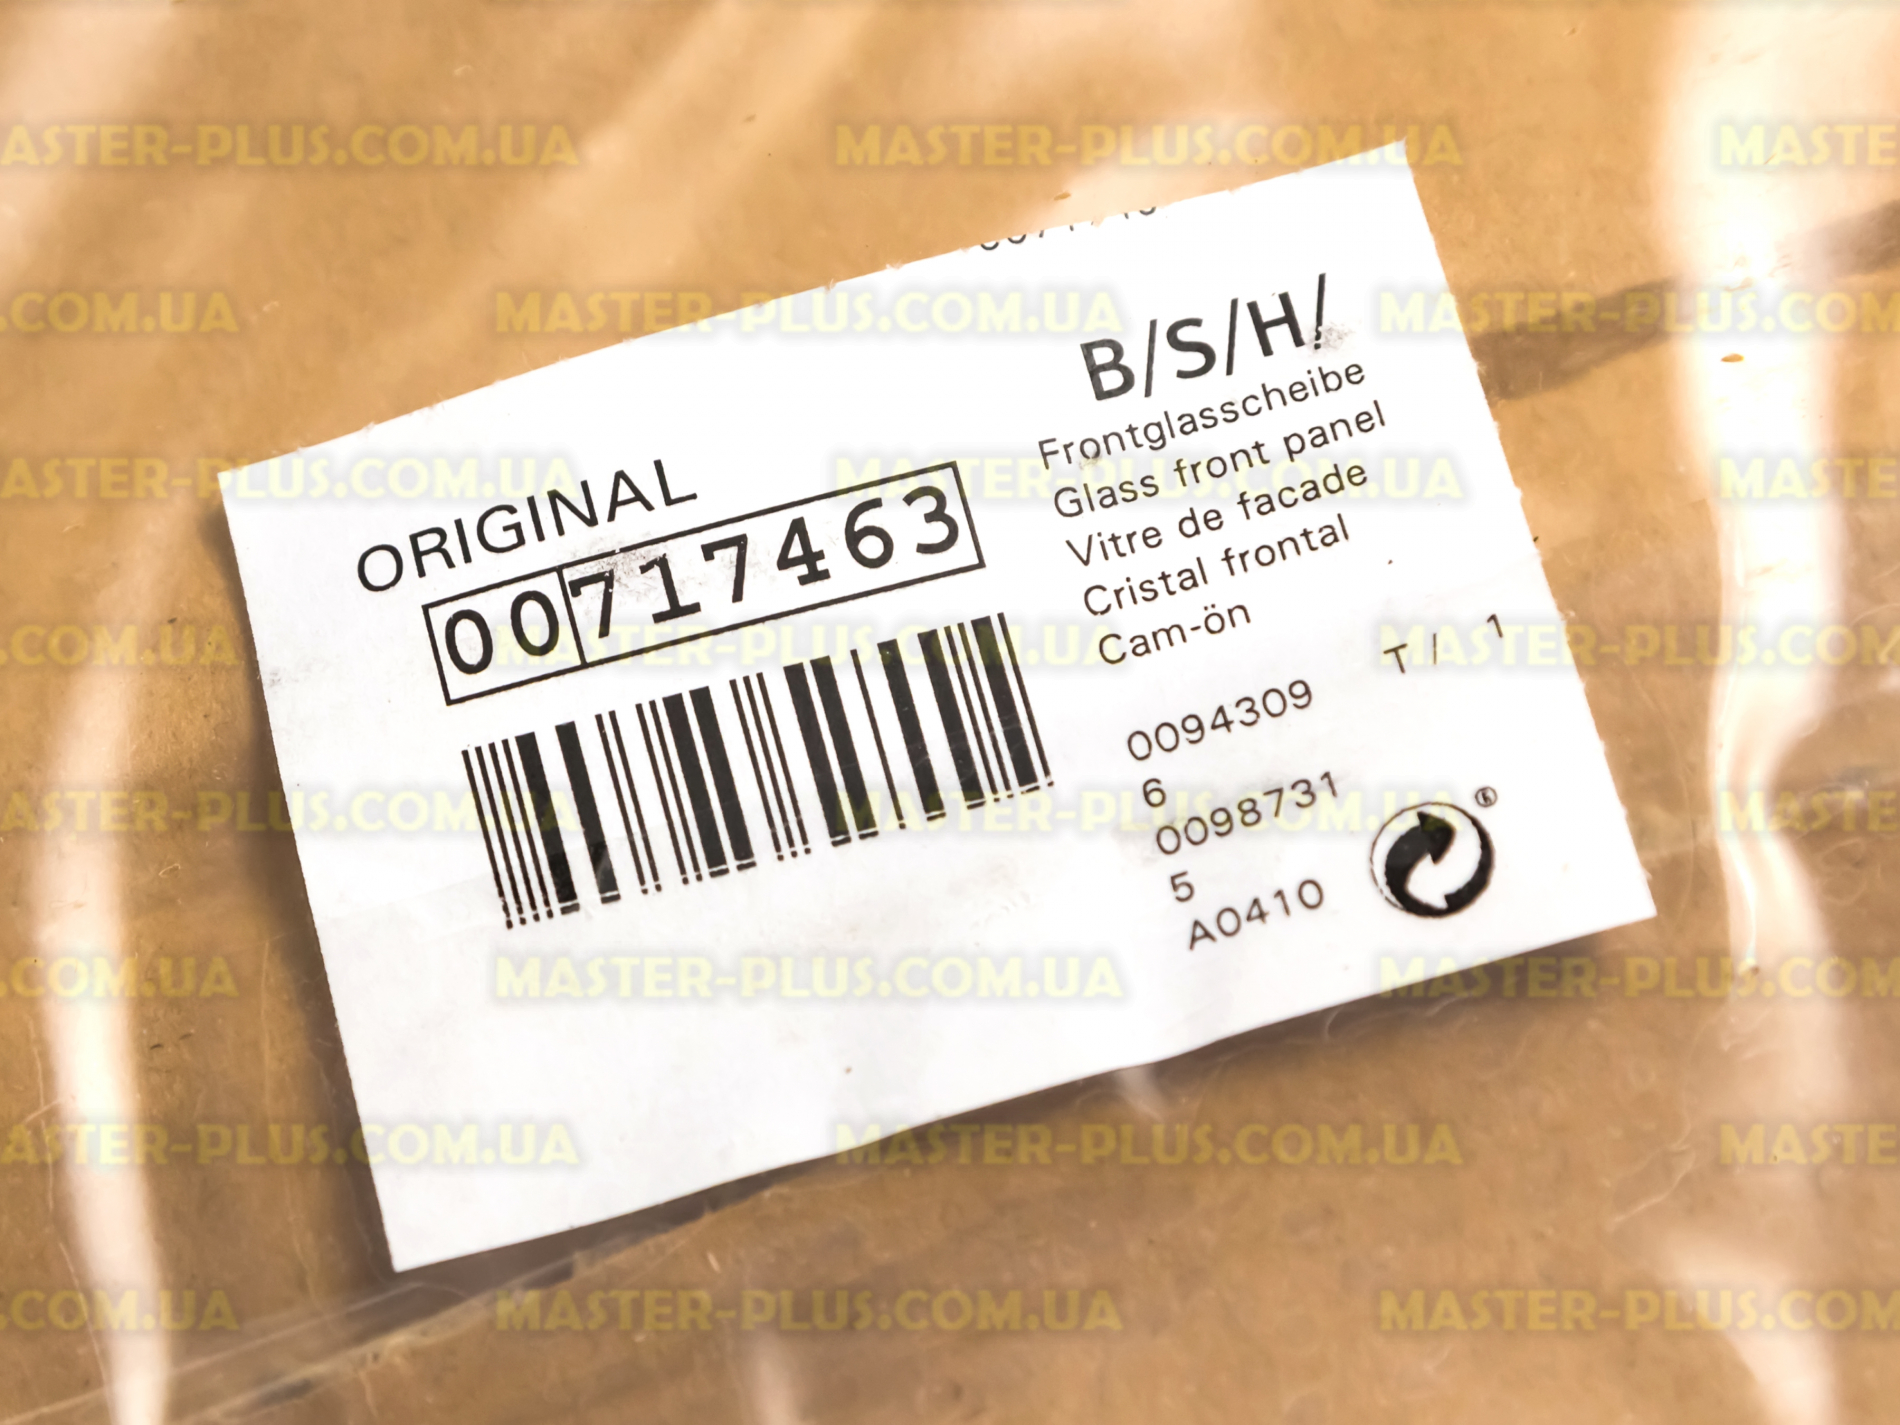 B/S/H/
ORIGINAL
00717463
Frontglasscheibe
Glass front panel
Vitre de facade
Cristal frontal
Cam-ön
T / 1
0094309
6
0098731
5
A0410
MASTER-PLUS.COM.UA